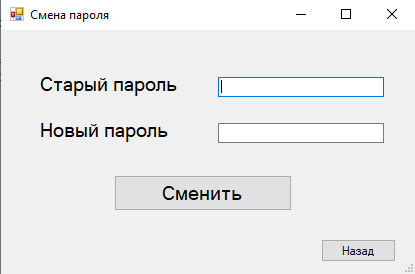 Смена пароля
Старый пароль
Новый пароль
Сменить
Назад